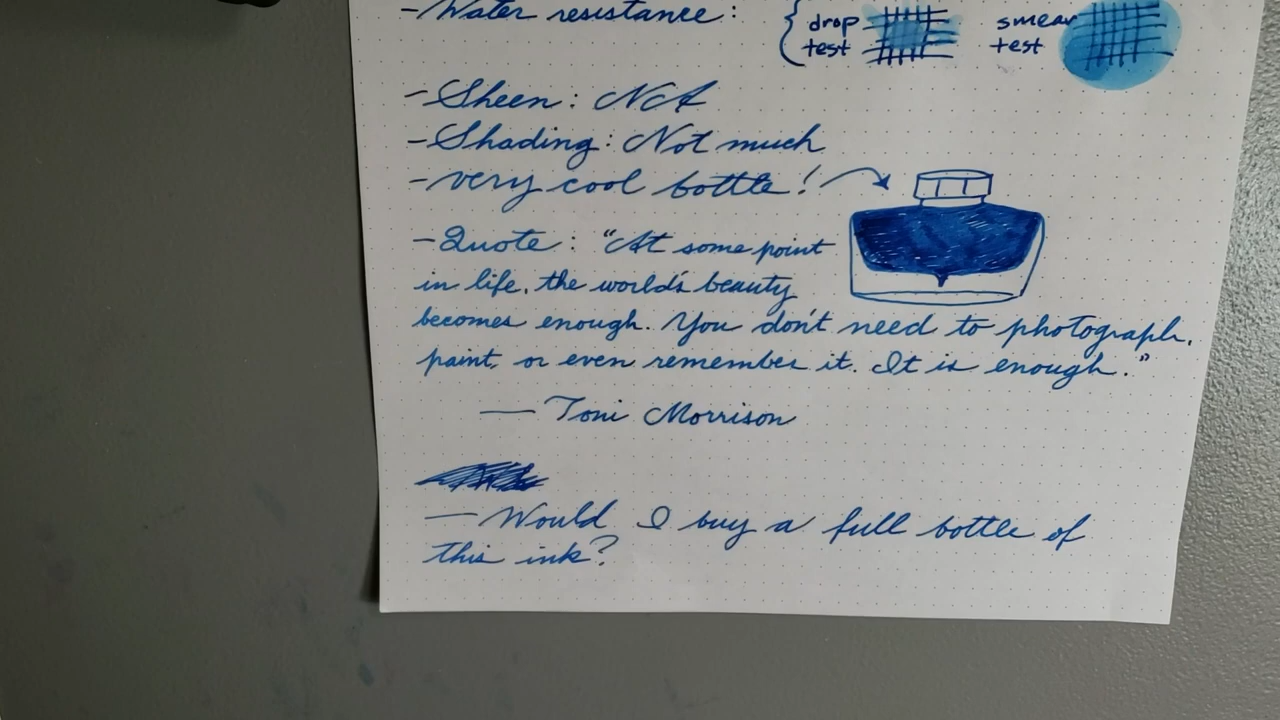 - Water resistance : { drop test smear test
- Sheen : NA
- Shading : Not much
- very cool bottle !
- Quote : "At some point
in life, the world's beauty
becomes enough. You don't need to photograph,
paint, or even remember it. It is enough."
— Toni Morrison
— Would I buy a full bottle of
this ink?